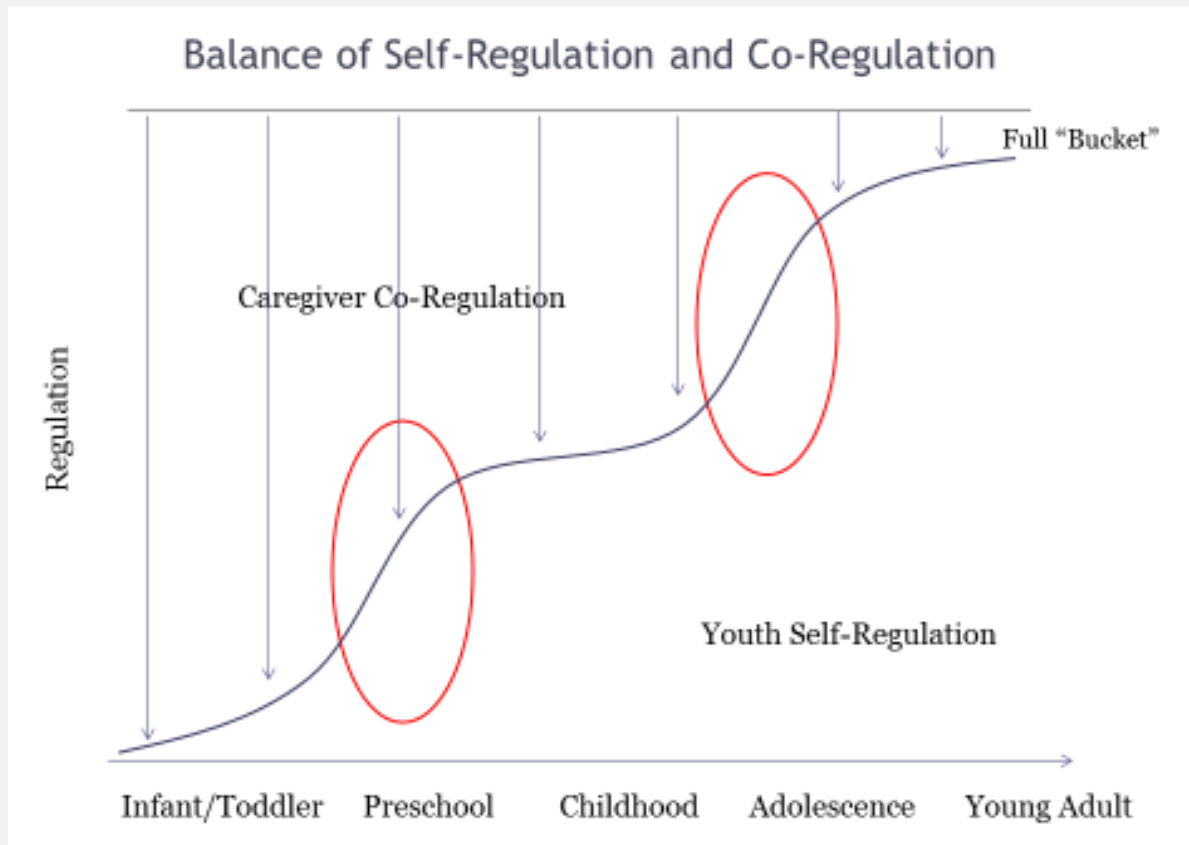 Balance of Self-Regulation and Co-Regulation
Full “Bucket”
Caregiver Co-Regulation
Regulation
Youth Self-Regulation
Infant/Toddler Preschool Childhood Adolescence Young Adult